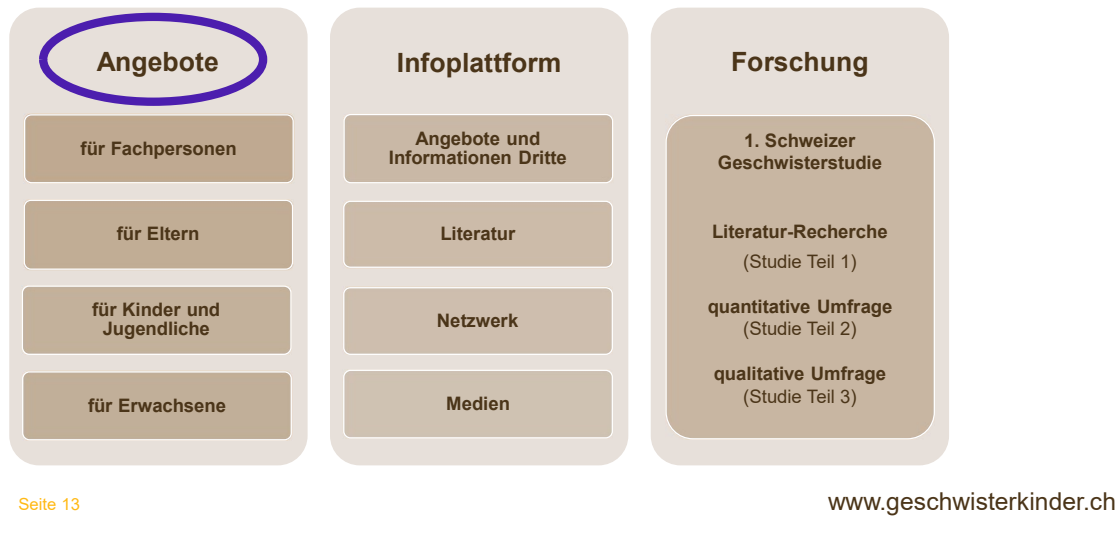 Angebote
für Fachpersonen
für Eltern
für Kinder und
Jugendliche
für Erwachsene
Infoplattform
Angebote und
Informationen Dritte
Literatur
Netzwerk
Medien
Forschung
1. Schweizer
Geschwisterstudie
Literatur-Recherche
(Studie Teil 1)
quantitative Umfrage
(Studie Teil 2)
qualitative Umfrage
(Studie Teil 3)
Seite 13
www.geschwisterkinder.ch